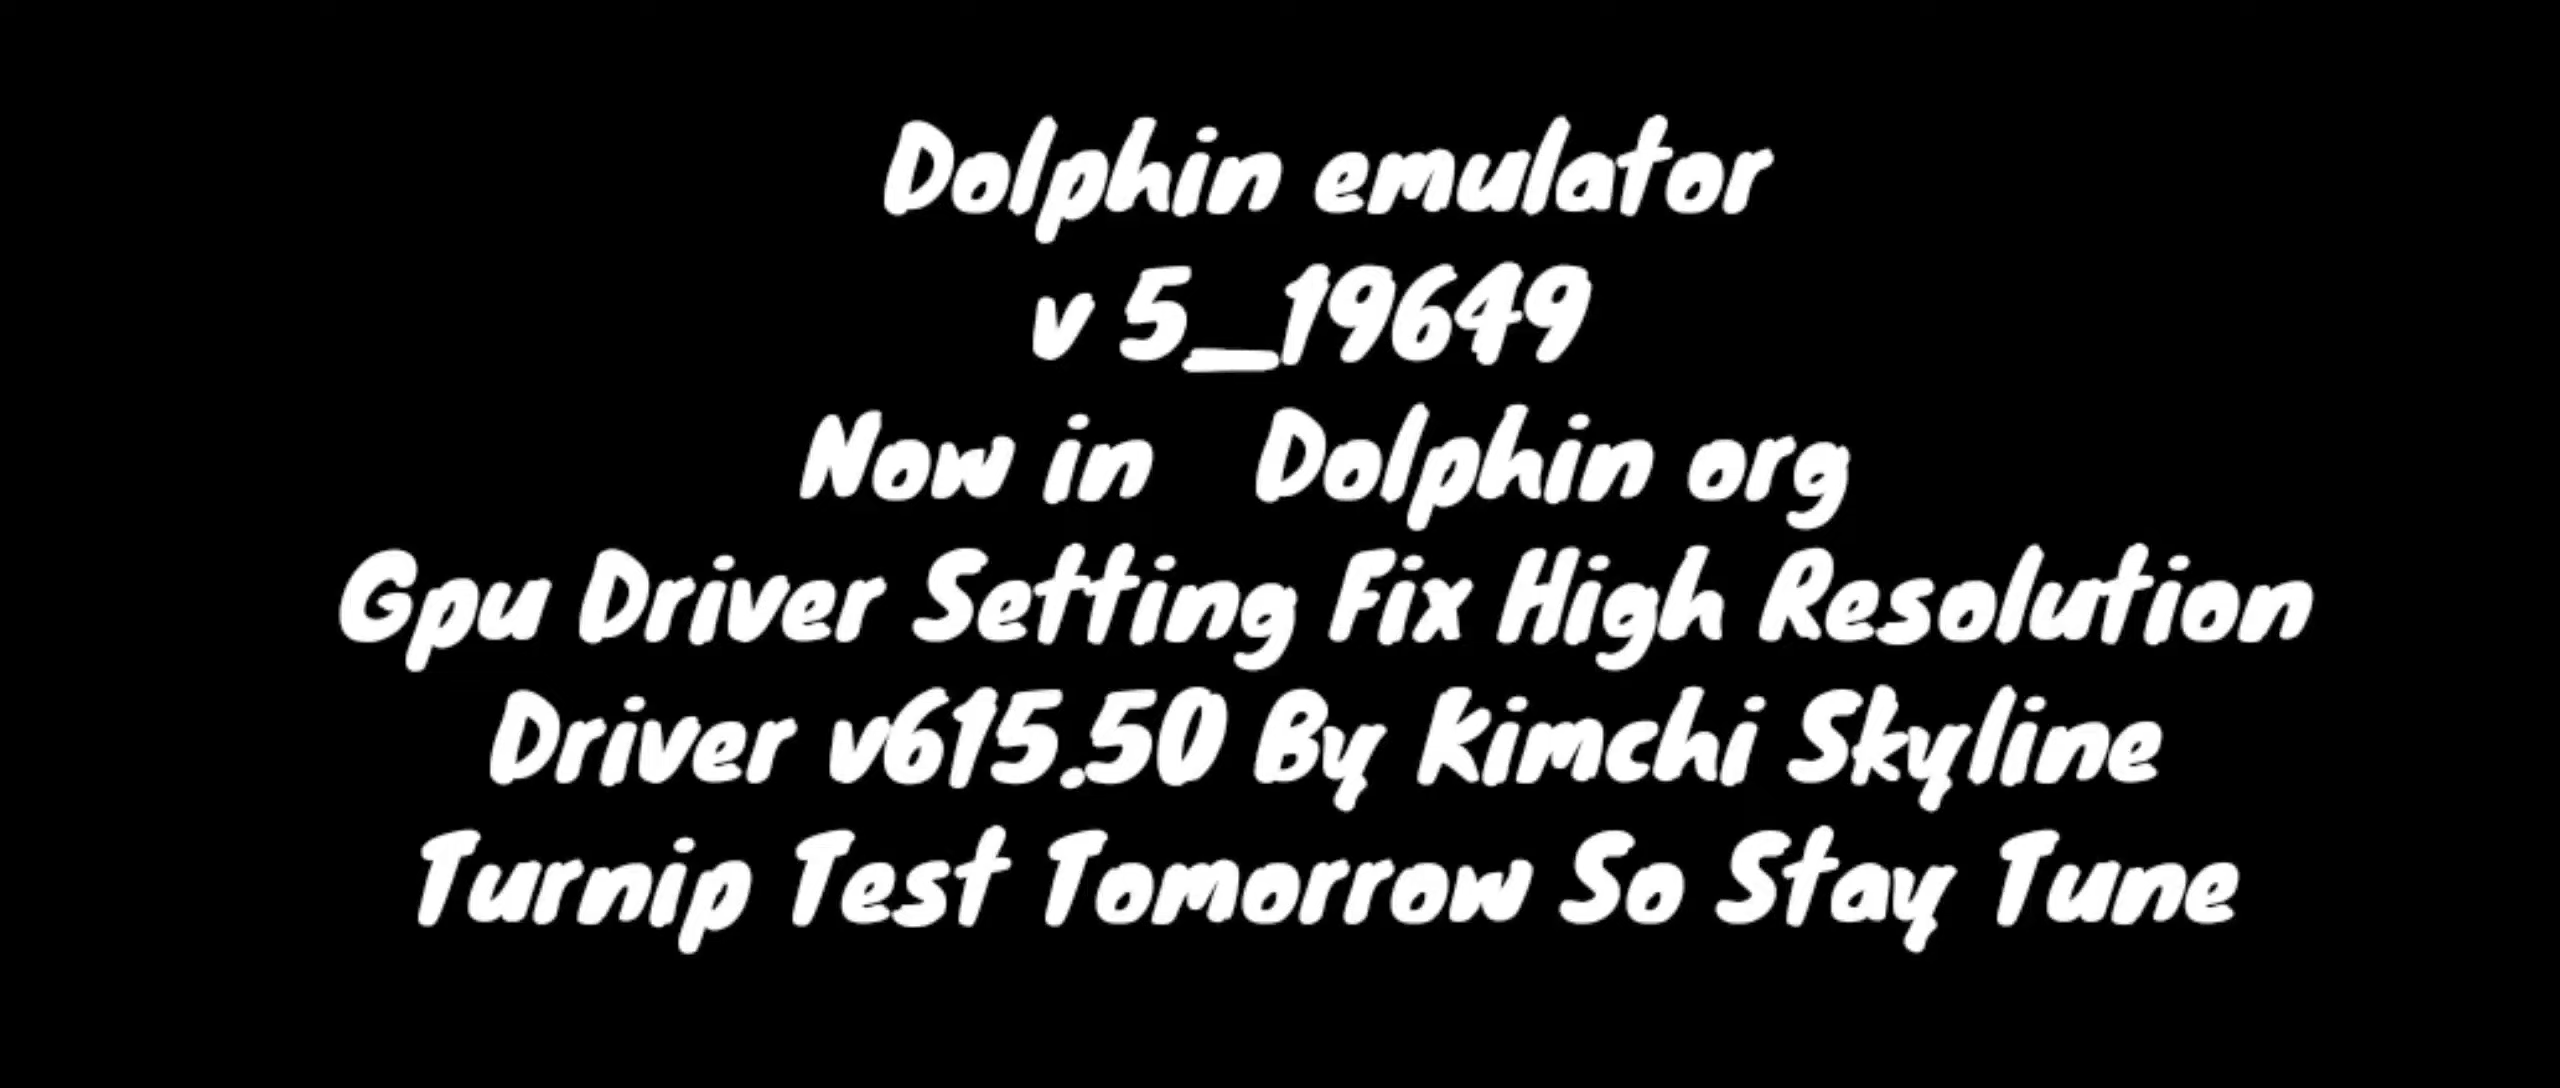 Dolphin emulator
v 5_19649
Now in Dolphin org
Gpu Driver Setting Fix High Resolution
Driver v615.50 By Kimchi Skyline
Turnip Test Tomorrow So Stay Tune